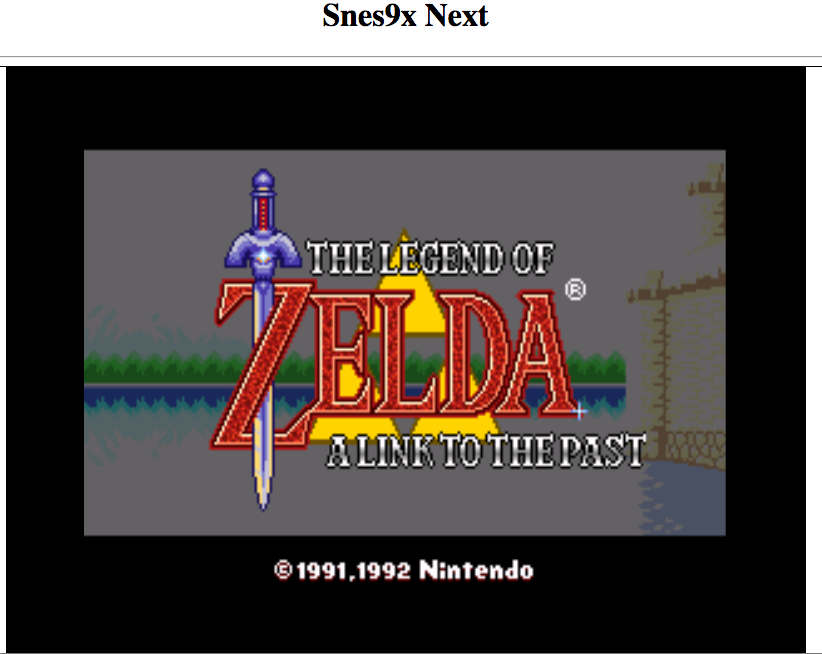 Snes9x Next
THE LEGEND OF
ZELDA®
A LINK TO THE PAST
©1991,1992 Nintendo